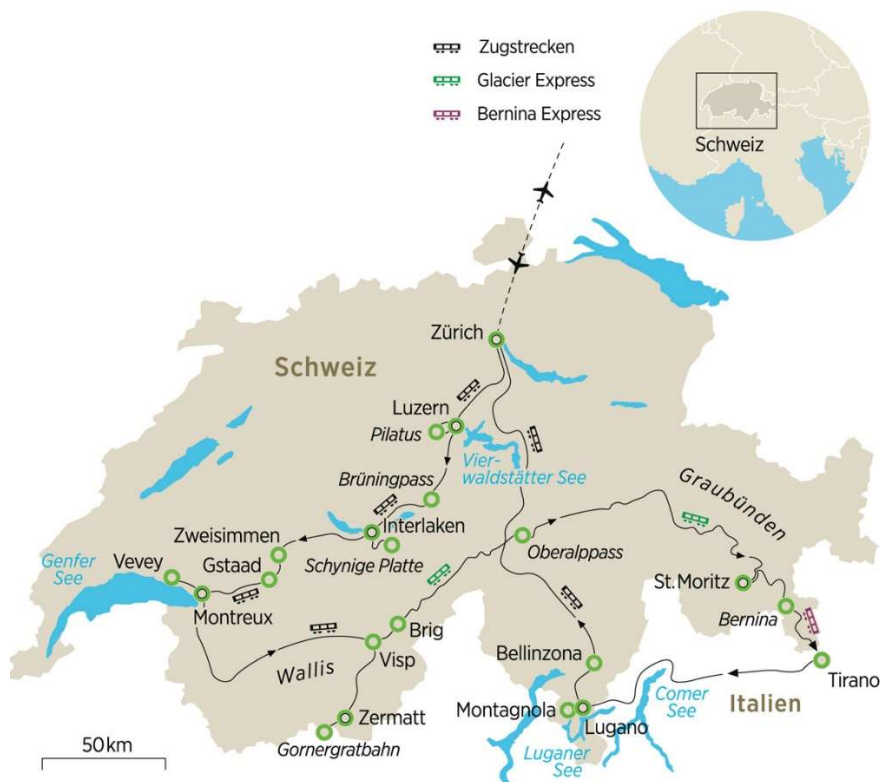 Zugstrecken
Glacier Express
Bernina Express
Schweiz
Zürich
Schweiz
Luzern
Pilatus
Vier-
waldstätter See
Brüningpass
Graubünden
Interlaken
Zweisimmen
Oberalppass
Genfer
See
Vevey
Gstaad
Schynige Platte
St. Moritz
Montreux
Bernina
Brig
Wallis
Visp
Bellinzona
Tirano
Comer
See
Italien
Montagnola
Lugano
Zermatt
Gornergratbahn
Luganer
See
50 km